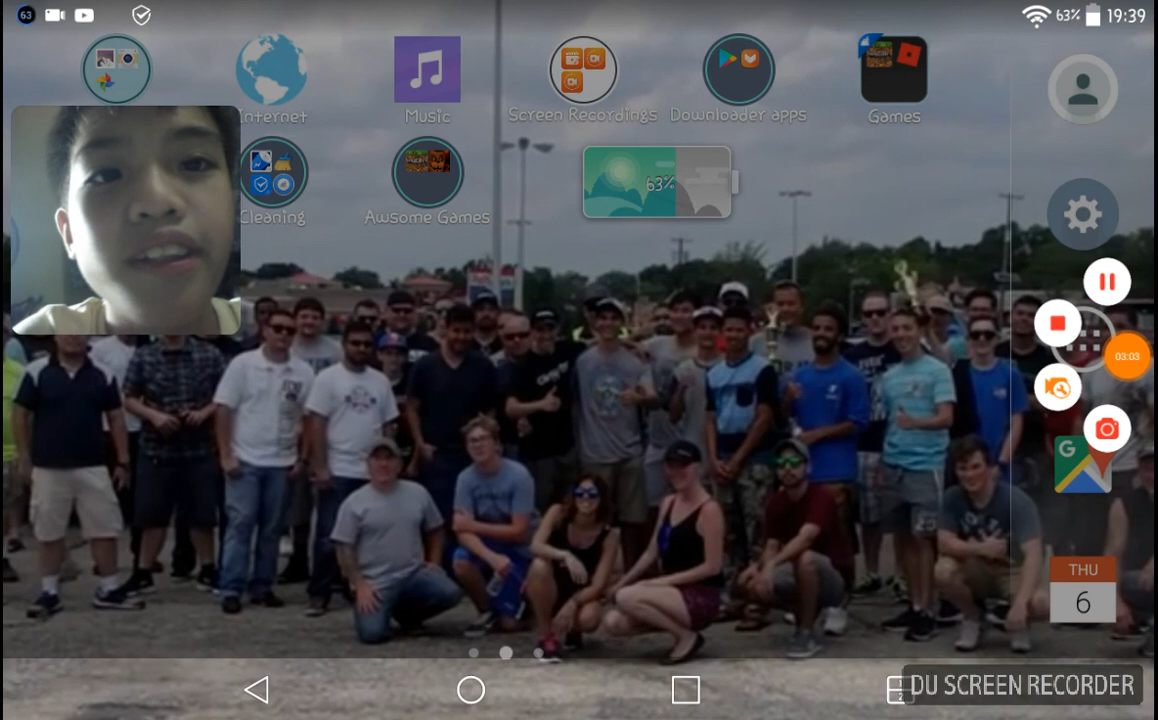 63
63%
19:39
Internet
Music
Screen Recordings
Downloader apps
Games
Cleaning
Awsome Games
63%
03:03
G
THU
6
DU SCREEN RECORDER